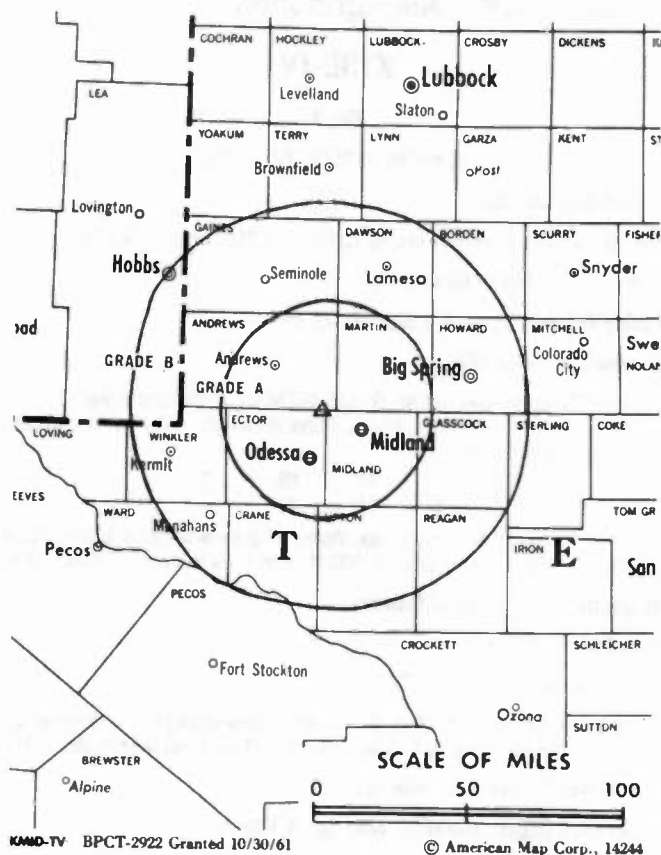 COCHRAN HOCKLEY LUBBOCK CROSBY DICKENS
Lubbock
Levelland
Slaton
LEA
YOAKUM TERRY LYNN GARZA KENT
Brownfield
Post
Lovington
GAINES DAWSON BORDEN SCURRY FISHER
Hobbs
Seminole
Lamesa
Snyder
ANDREWS MARTIN HOWARD MITCHELL
Colorado City
Swe
NOLAN
GRADE B
GRADE A
Andrews
Big Spring
LOVING WINKLER ECTOR GLASSCOCK STERLING COKE
Kermit
Odessa
Midland
MIDLAND
EEVES
WARD CRANE UPTON REAGAN TOM GR
Monahans
T
E
IRION
San
Pecos
PECOS
CROCKETT SCHLEICHER
Fort Stockton
Ozona
SUTTON
BREWSTER
Alpine
SCALE OF MILES
0 50 100
KMID-TV BPCT-2922 Granted 10/30/61
© American Map Corp., 14244